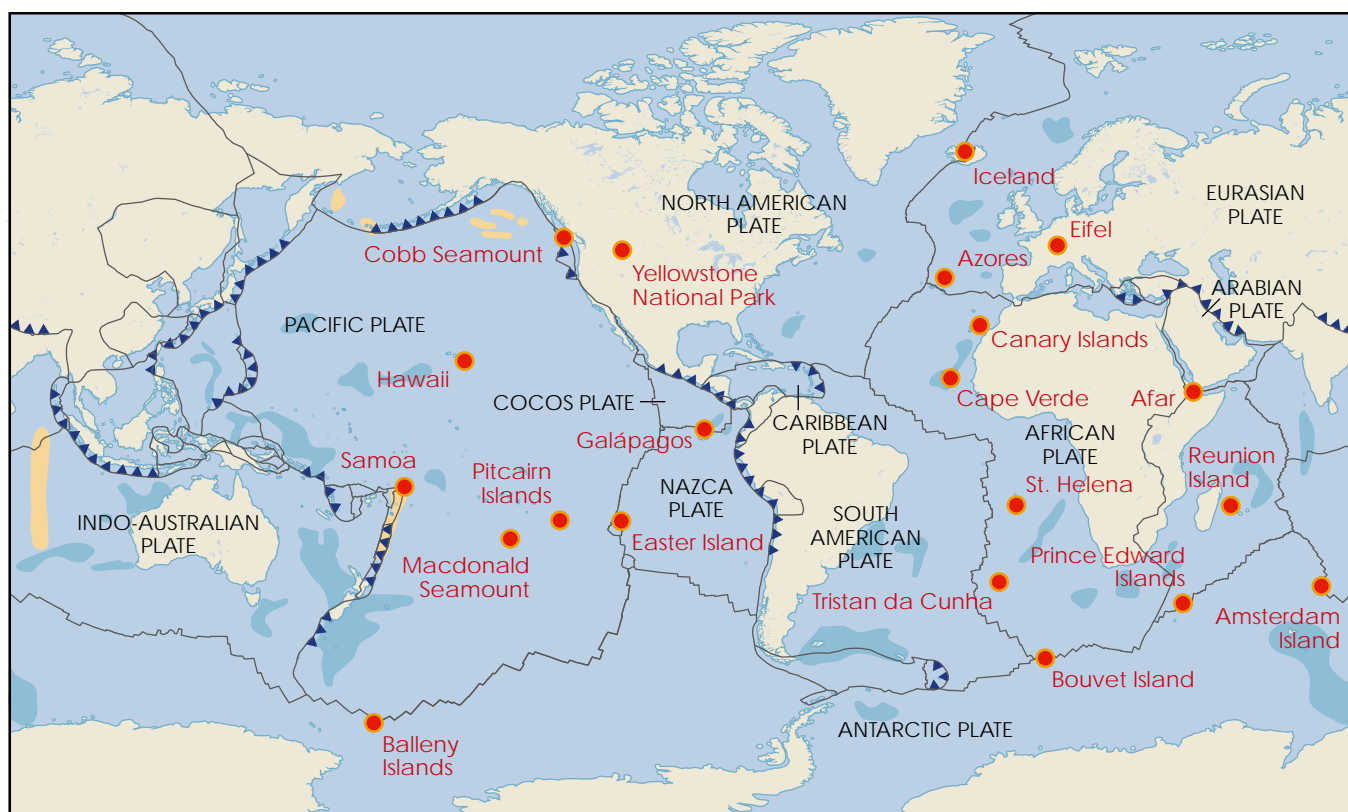 Iceland
NORTH AMERICAN
PLATE
EURASIAN
PLATE
Eifel
Cobb Seamount
Azores
Yellowstone
National Park
ARABIAN
PLATE
PACIFIC PLATE
Canary Islands
Hawaii
COCOS PLATE
Cape Verde
Afar
CARIBBEAN
PLATE
Galápagos
AFRICAN
PLATE
Samoa
Pitcairn
Islands
Reunion
Island
NAZCA
PLATE
St. Helena
INDO-AUSTRALIAN
PLATE
SOUTH
AMERICAN
PLATE
Easter Island
Macdonald
Seamount
Prince Edward
Islands
Tristan da Cunha
Amsterdam
Island
Bouvet Island
ANTARCTIC PLATE
Balleny
Islands